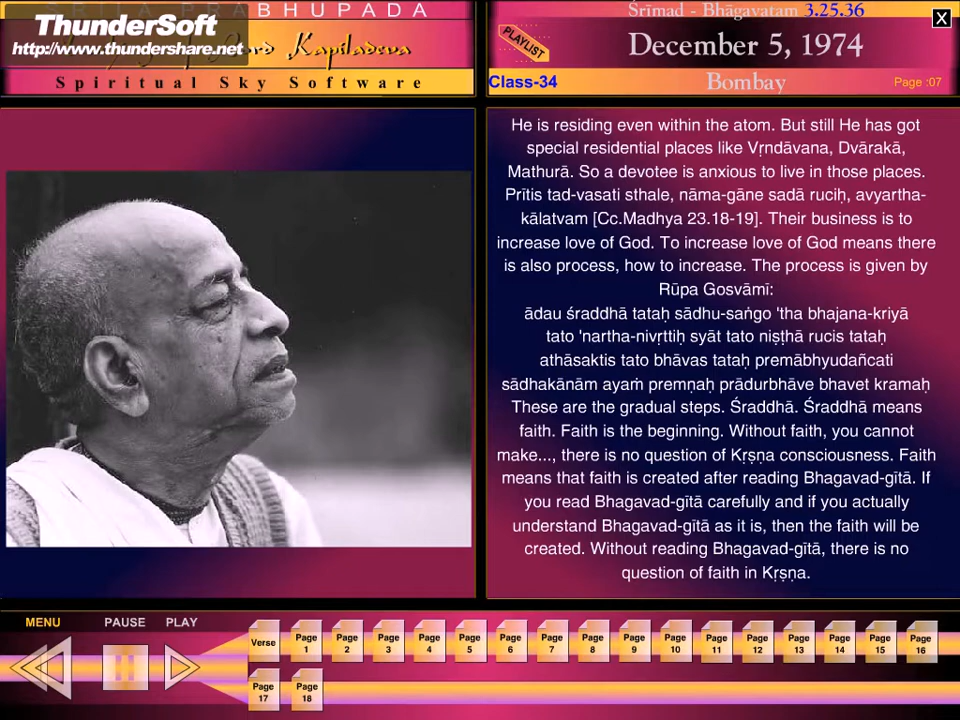 SRILA PRABHUPADA
ThunderSoft
http://www.thundershare.net
Lord Kapiladeva
Spiritual Sky Software
Śrīmad - Bhāgavatam 3.25.36
X
PLAYLIST
December 5, 1974
Class-34
Bombay
Page :07
He is residing even within the atom. But still He has got
special residential places like Vṛndāvana, Dvārakā,
Mathurā. So a devotee is anxious to live in those places.
Prītis tad-vasati sthale, nāma-gāne sadā ruciḥ, avyartha-
kālatvam [Cc.Madhya 23.18-19]. Their business is to
increase love of God. To increase love of God means there
is also process, how to increase. The process is given by
Rūpa Gosvāmī:
ādau śraddhā tataḥ sādhu-saṅgo 'tha bhajana-kriyā
tato 'nartha-nivṛttiḥ syāt tato niṣṭhā rucis tataḥ
athāsaktis tato bhāvas tataḥ premābhyudañcati
sādhakānām ayaṁ premṇaḥ prādurbhāve bhavet kramaḥ
These are the gradual steps. Śraddhā. Śraddhā means
faith. Faith is the beginning. Without faith, you cannot
make..., there is no question of Kṛṣṇa consciousness. Faith
means that faith is created after reading Bhagavad-gītā. If
you read Bhagavad-gītā carefully and if you actually
understand Bhagavad-gītā as it is, then the faith will be
created. Without reading Bhagavad-gītā, there is no
question of faith in Kṛṣṇa.
MENU PAUSE PLAY
Verse
Page 1
Page 2
Page 3
Page 4
Page 5
Page 6
Page 7
Page 8
Page 9
Page 10
Page 11
Page 12
Page 13
Page 14
Page 15
Page 16
Page 17
Page 18